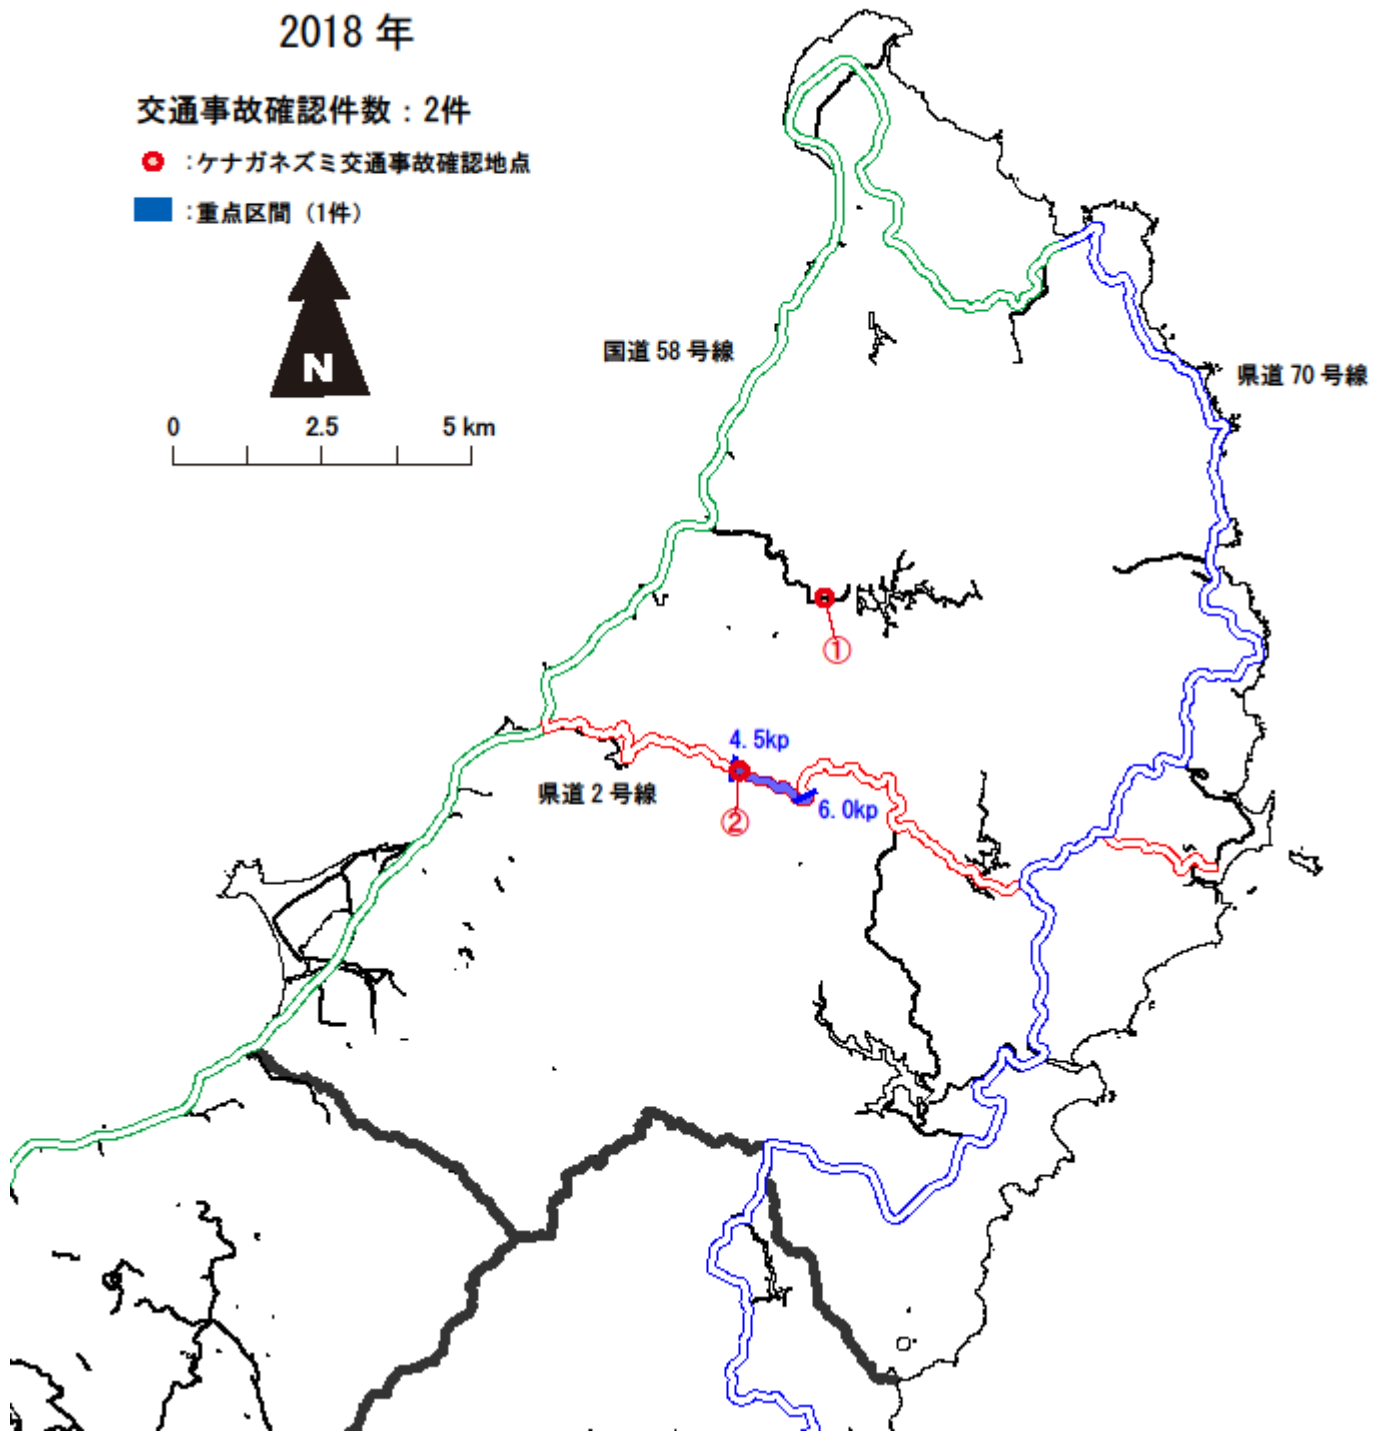 2018 年
交通事故確認件数：2件
：ケナガネズミ交通事故確認地点
：重点区間（1件）
N
0 2.5 5 km
国道 58 号線
県道 70 号線
①
4.5kp
県道 2 号線
②
6.0kp